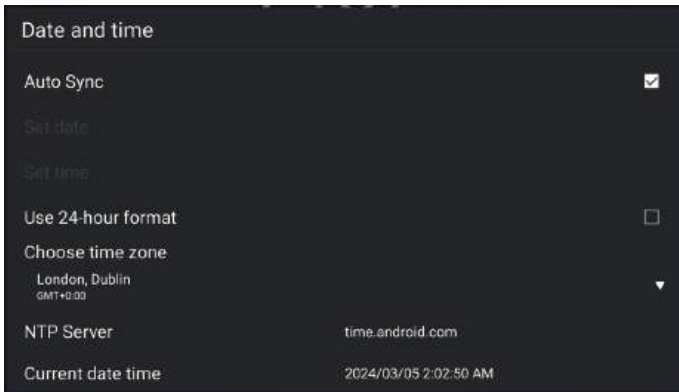 Date and time
Auto Sync
Set date
Set time
Use 24-hour format
Choose time zone
London, Dublin
GMT+0:00
NTP Server time.android.com
Current date time 2024/03/05 2:02:50 AM